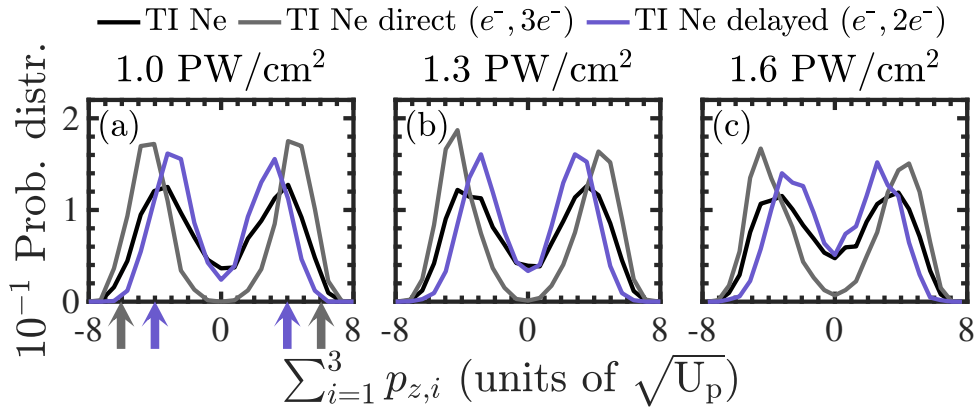 TI Ne TI Ne direct (e⁻, 3e⁻) TI Ne delayed (e⁻, 2e⁻)
1.0 PW/cm² 1.3 PW/cm² 1.6 PW/cm²
10⁻¹ Prob. distr.
2
1
0
(a) (b) (c)
-8 0 8 -8 0 8 -8 0 8
∑³ᵢ₌₁ p_{z,i} (units of √U_p)